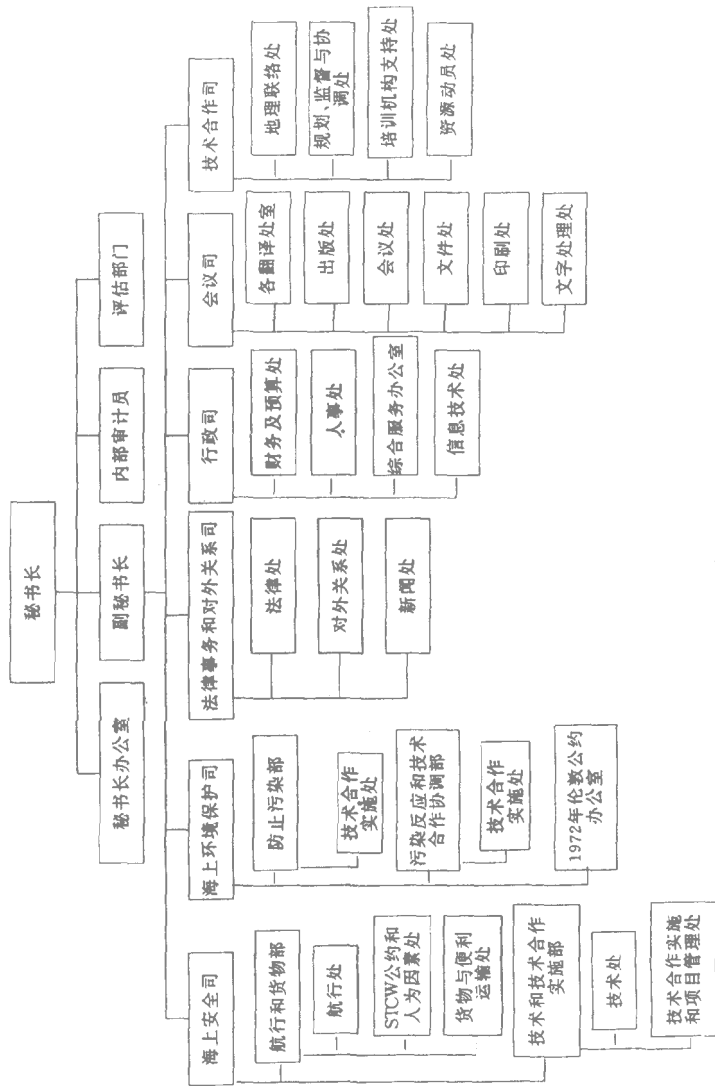 秘书长
秘书长办公室
副秘书长
内部审计员
评估部门
海上安全司
海上环境保护司
法律事务和对外关系司
行政司
会议司
技术合作司
航行和货物部
航行处
STCW公约和
人为因素处
货物与便利
运输处
技术和技术合作
实施部
技术处
技术合作实施
和项目管理处
防止污染部
技术合作
实施处
污染反应和技术
合作协调部
技术合作
实施处
1972年伦敦公约
办公室
法律处
对外关系处
新闻处
财务及预算处
人事处
综合服务办公室
信息技术处
各翻译处室
出版处
会议处
文件处
印刷处
文字处理处
地理联络处
规划、监督与协
调处
培训机构支持处
资源动员处